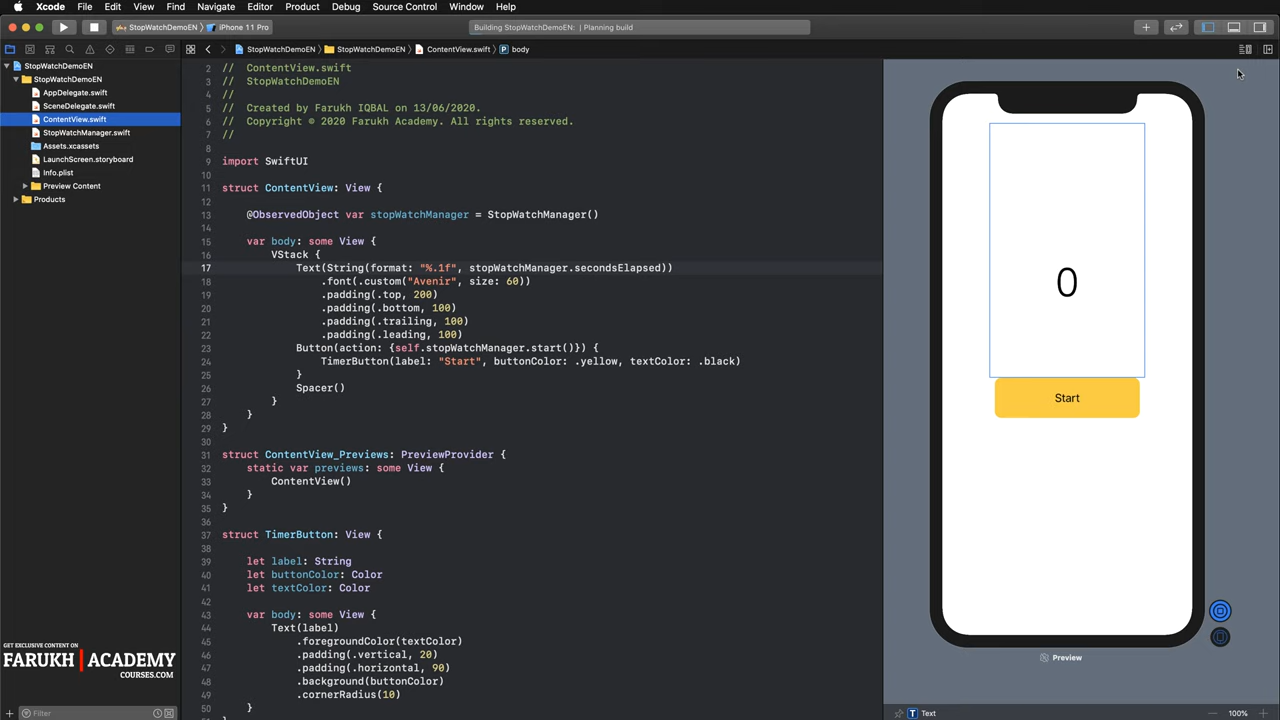 Xcode File Edit View Find Navigate Editor Product Debug Source Control Window Help
StopWatchDemoEN › iPhone 11 Pro
Building StopWatchDemoEN: | Planning build
StopWatchDemoEN › StopWatchDemoEN › ContentView.swift › P body
StopWatchDemoEN
StopWatchDemoEN
AppDelegate.swift
SceneDelegate.swift
ContentView.swift
StopWatchManager.swift
Assets.xcassets
LaunchScreen.storyboard
Info.plist
Preview Content
Products
2 // ContentView.swift
3 // StopWatchDemoEN
4 //
5 // Created by Farukh IQBAL on 13/06/2020.
6 // Copyright © 2020 Farukh Academy. All rights reserved.
7 //
8
9 import SwiftUI
10
11 struct ContentView: View {
12
13 @ObservedObject var stopWatchManager = StopWatchManager()
14
15 var body: some View {
16 VStack {
17 Text(String(format: "%.1f", stopWatchManager.secondsElapsed))
18 .font(.custom("Avenir", size: 60))
19 .padding(.top, 200)
20 .padding(.bottom, 100)
21 .padding(.trailing, 100)
22 .padding(.leading, 100)
23 Button(action: {self.stopWatchManager.start()}) {
24 TimerButton(label: "Start", buttonColor: .yellow, textColor: .black)
25 }
26 Spacer()
27 }
28 }
29 }
30
31 struct ContentView_Previews: PreviewProvider {
32 static var previews: some View {
33 ContentView()
34 }
35 }
36
37 struct TimerButton: View {
38
39 let label: String
40 let buttonColor: Color
41 let textColor: Color
42
43 var body: some View {
44 Text(label)
45 .foregroundColor(textColor)
46 .padding(.vertical, 20)
47 .padding(.horizontal, 90)
48 .background(buttonColor)
49 .cornerRadius(10)
0
Start
Preview
GET EXCLUSIVE CONTENT ON
FARUKH ACADEMY
COURSES.COM
Filter
T Text
100%